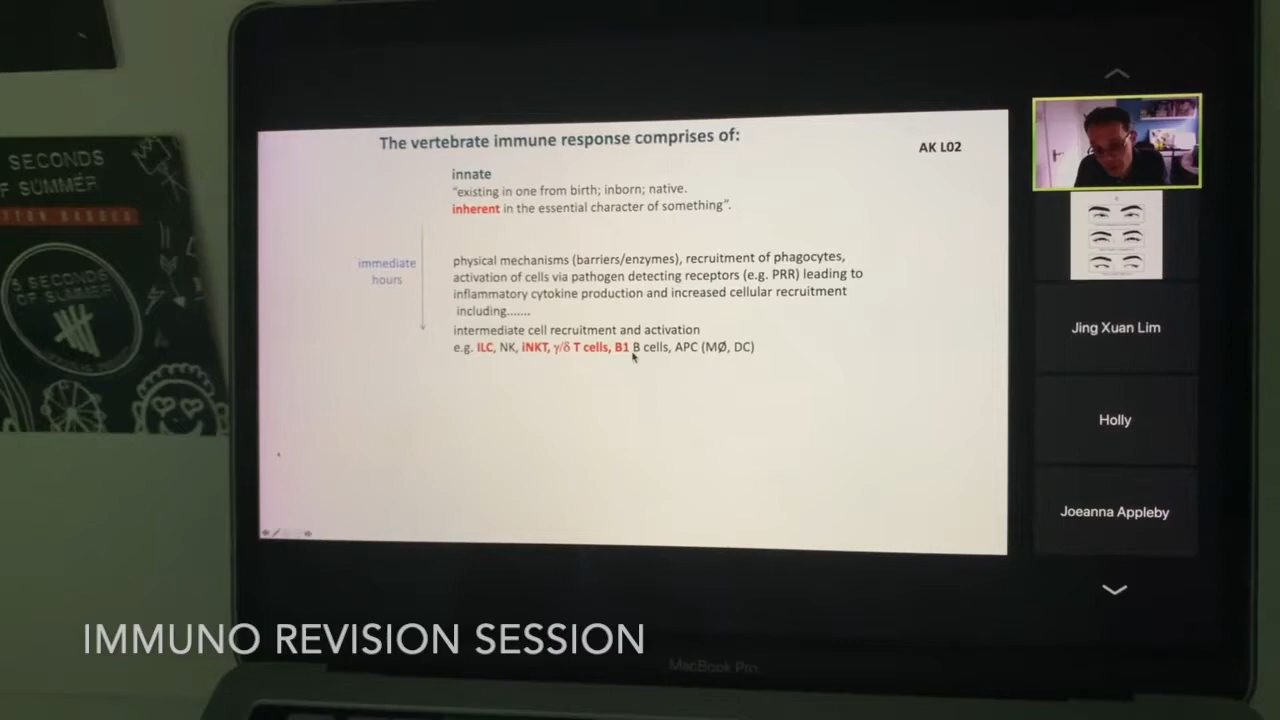 5 SECONDS
OF SUMMER
5 SECONDS
OF SUMMER
The vertebrate immune response comprises of:
AK L02
innate
“existing in one from birth; inborn; native.
inherent in the essential character of something”.
immediate
hours
physical mechanisms (barriers/enzymes), recruitment of phagocytes,
activation of cells via pathogen detecting receptors (e.g. PRR) leading to
inflammatory cytokine production and increased cellular recruitment
including.......
intermediate cell recruitment and activation
e.g. ILC, NK, iNKT, γ/δ T cells, B1 B cells, APC (MØ, DC)
Jing Xuan Lim
Holly
Joeanna Appleby
IMMUNO REVISION SESSION
MacBook Pro